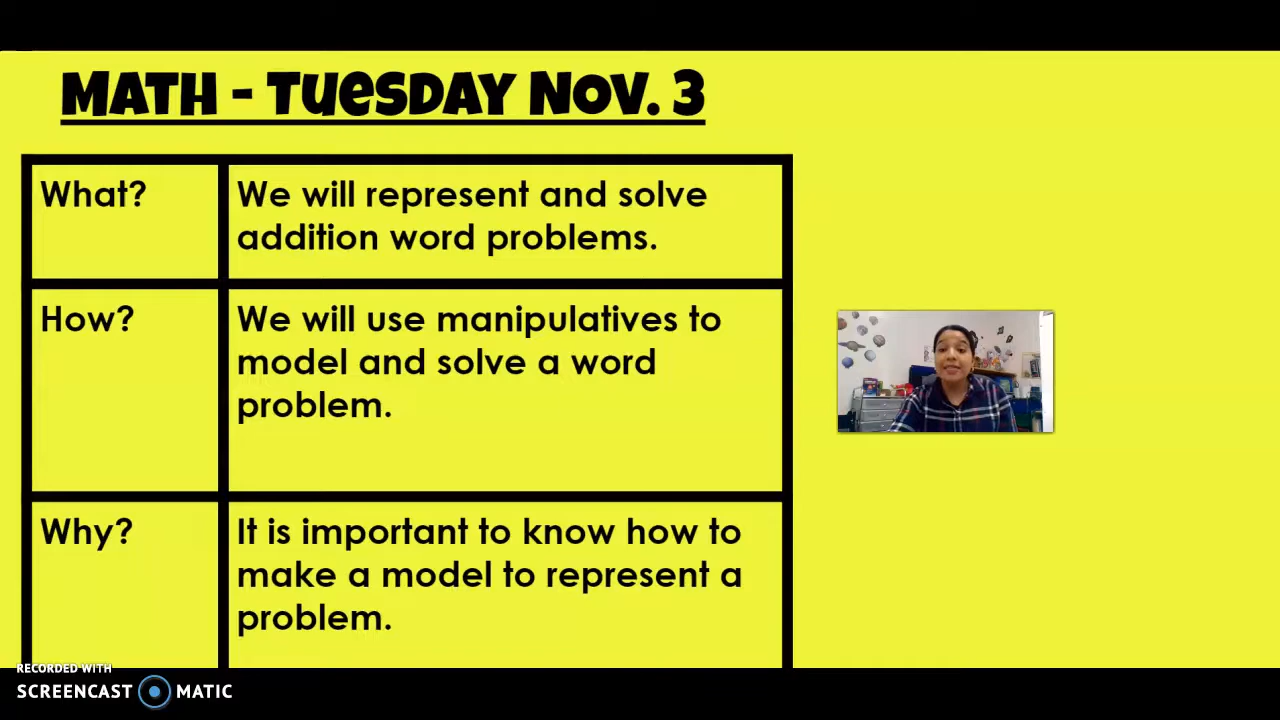 MATH - TUESDAY NOV. 3
What?
We will represent and solve
addition word problems.
How?
We will use manipulatives to
model and solve a word
problem.
Why?
It is important to know how to
make a model to represent a
problem.
RECORDED WITH
SCREENCAST MATIC